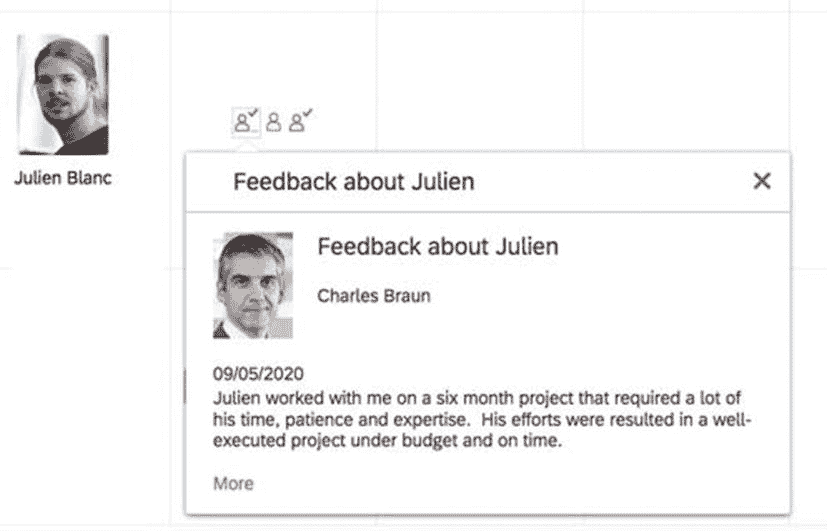 Julien Blanc
Feedback about Julien
Feedback about Julien
Charles Braun
09/05/2020
Julien worked with me on a six month project that required a lot of
his time, patience and expertise. His efforts were resulted in a well-
executed project under budget and on time.
More